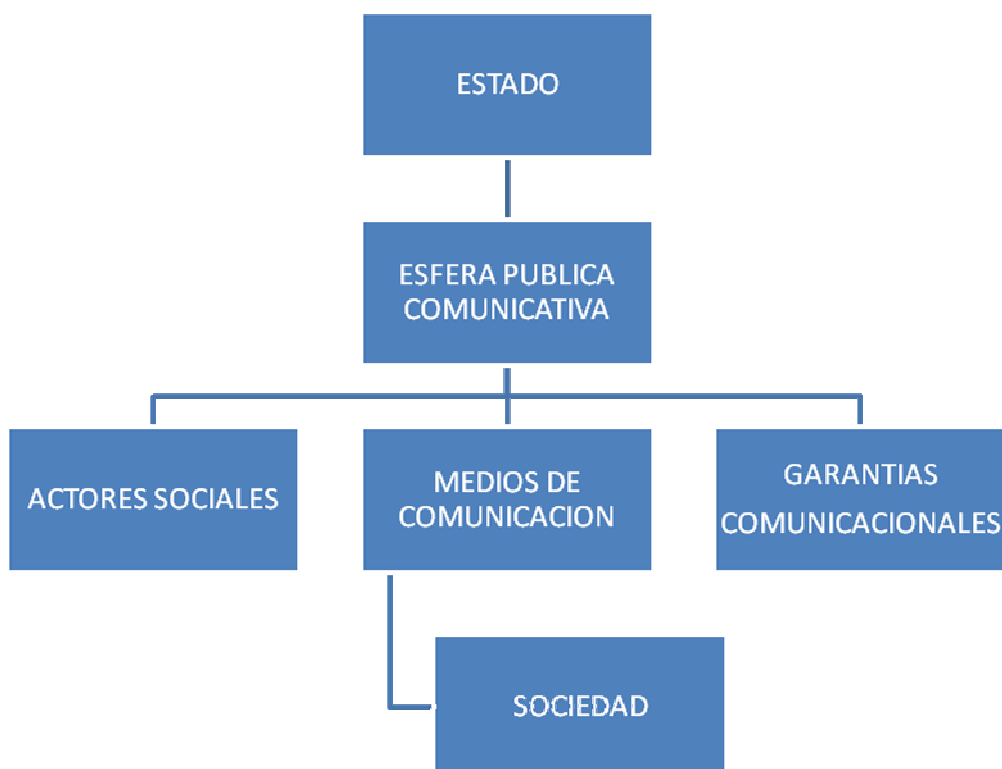 ESTADO
ESFERA PUBLICA
COMUNICATIVA
ACTORES SOCIALES
MEDIOS DE
COMUNICACION
GARANTIAS
COMUNICACIONALES
SOCIEDAD